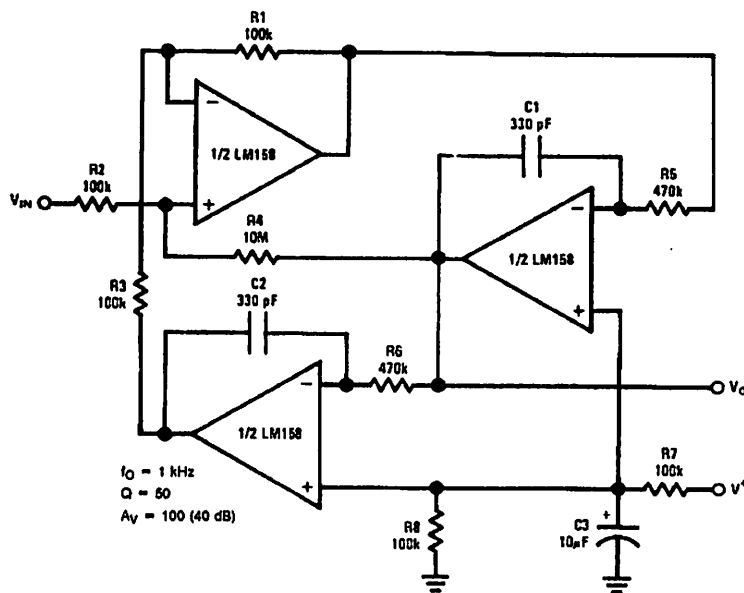 R1
100k
C1
330 pF
1/2 LM158
R2
100k
R5
470k
VIN
R4
10M
1/2 LM158
C2
330 pF
R3
100k
R6
470k
VO
1/2 LM158
R7
100k
V+
fO = 1 kHz
Q = 50
AV = 100 (40 dB)
R8
100k
C3
10μF